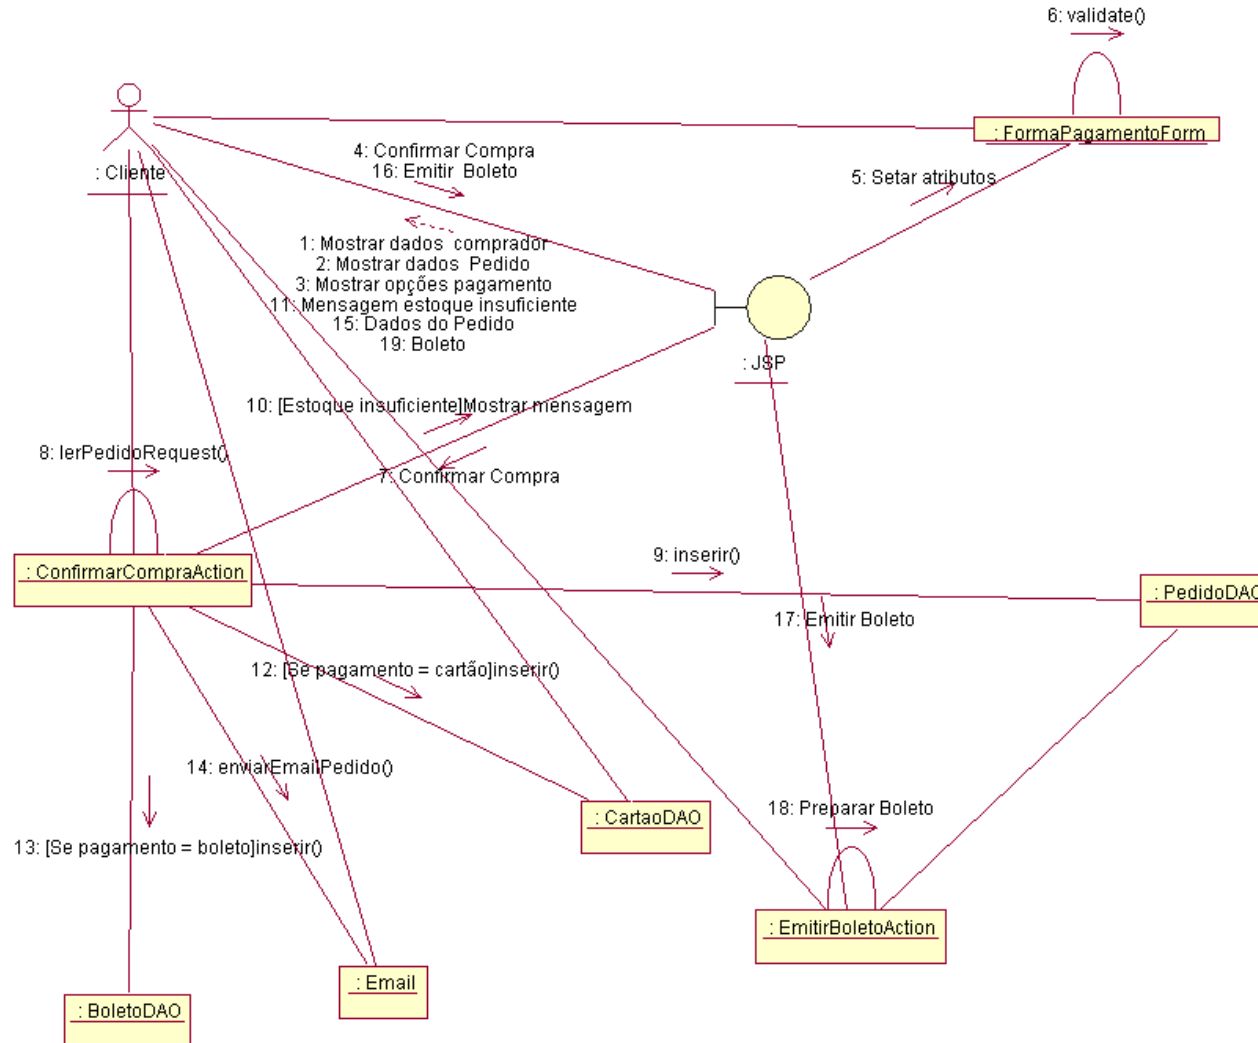 6: validate()
: FormaPagamentoForm
4: Confirmar Compra
16: Emitir Boleto
: Cliente
5: Setar atributos
1: Mostrar dados comprador
2: Mostrar dados Pedido
3: Mostrar opções pagamento
11: Mensagem estoque insuficiente
15: Dados do Pedido
19: Boleto
: JSP
10: [Estoque insuficiente]Mostrar mensagem
8: lerPedidoRequest()
7: Confirmar Compra
9: inserir()
: ConfirmarCompraAction
: PedidoDAO
17: Emitir Boleto
12: [Se pagamento = cartão]inserir()
14: enviarEmailPedido()
18: Preparar Boleto
: CartaoDAO
13: [Se pagamento = boleto]inserir()
: EmitirBoletoAction
: Email
: BoletoDAO